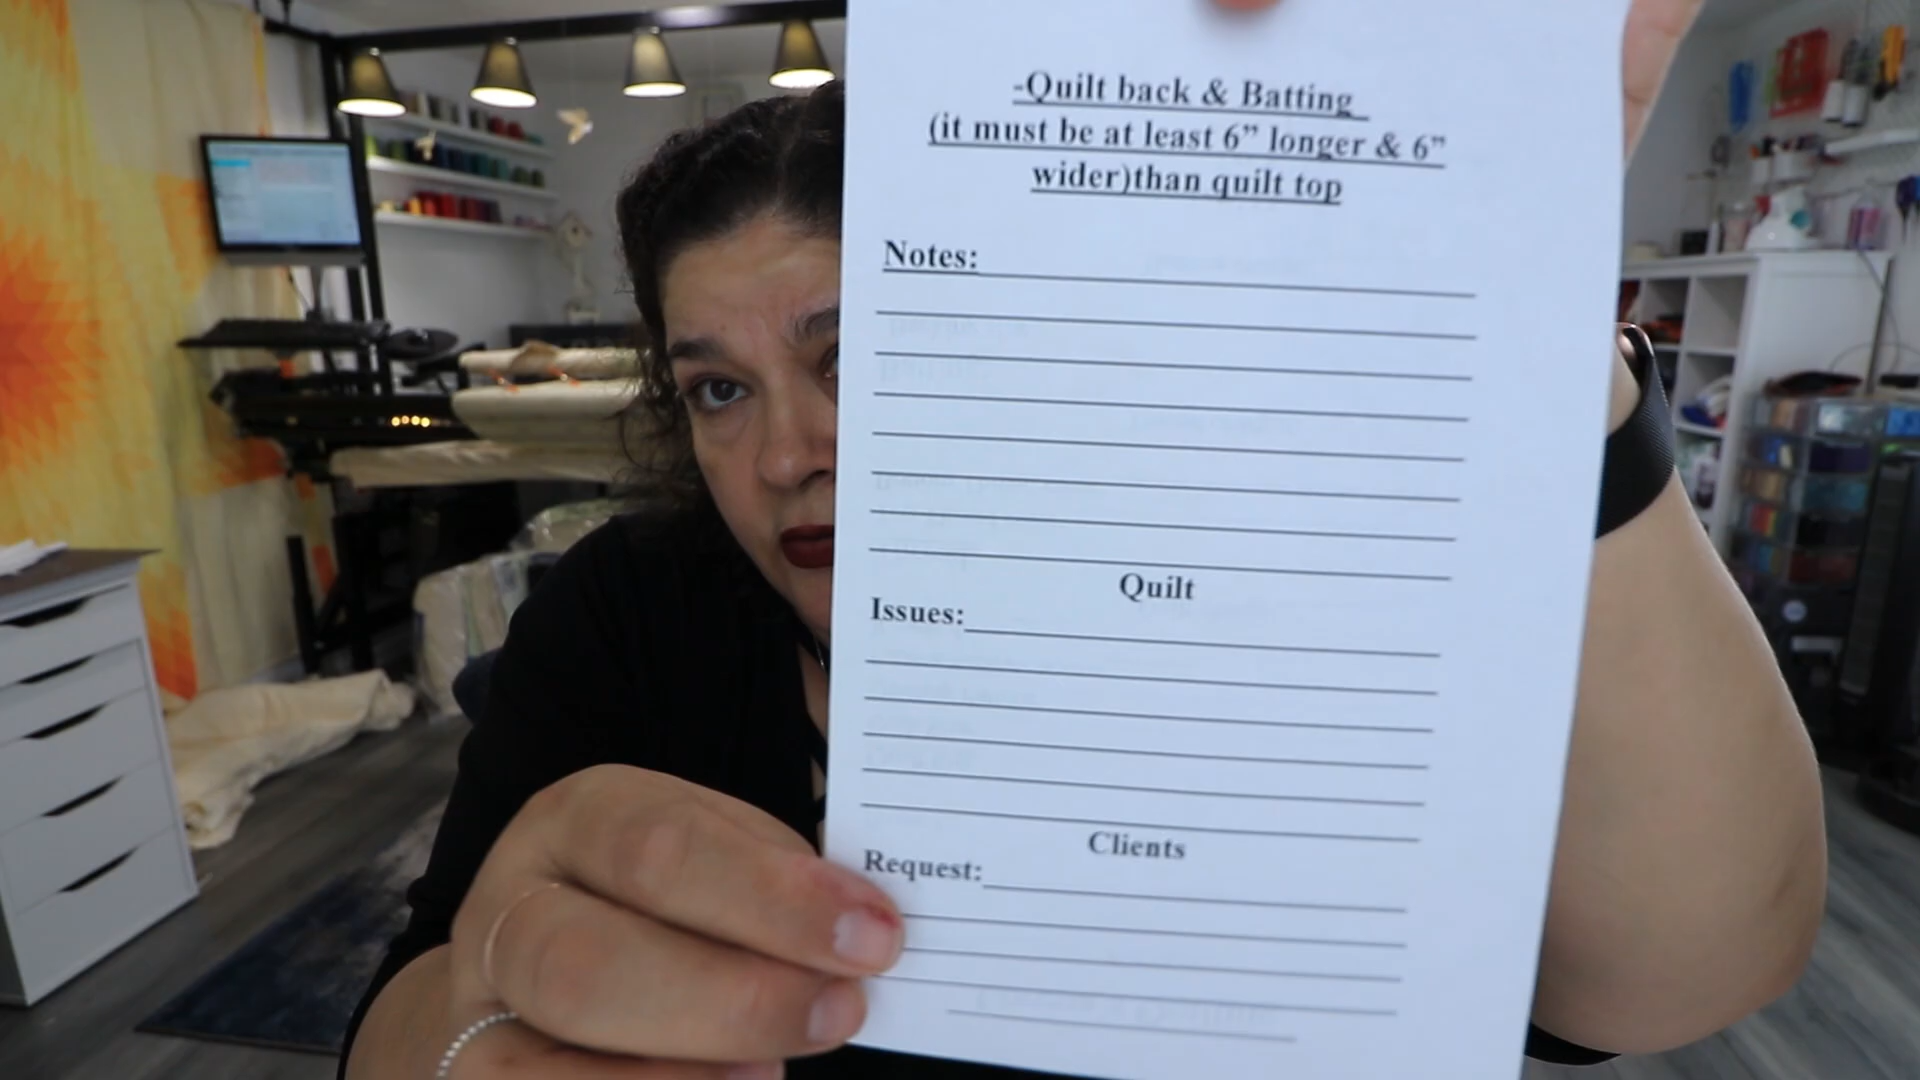 -Quilt back & Batting
(it must be at least 6” longer & 6”
wider)than quilt top
Notes:
Quilt
Issues:
Clients
Request: